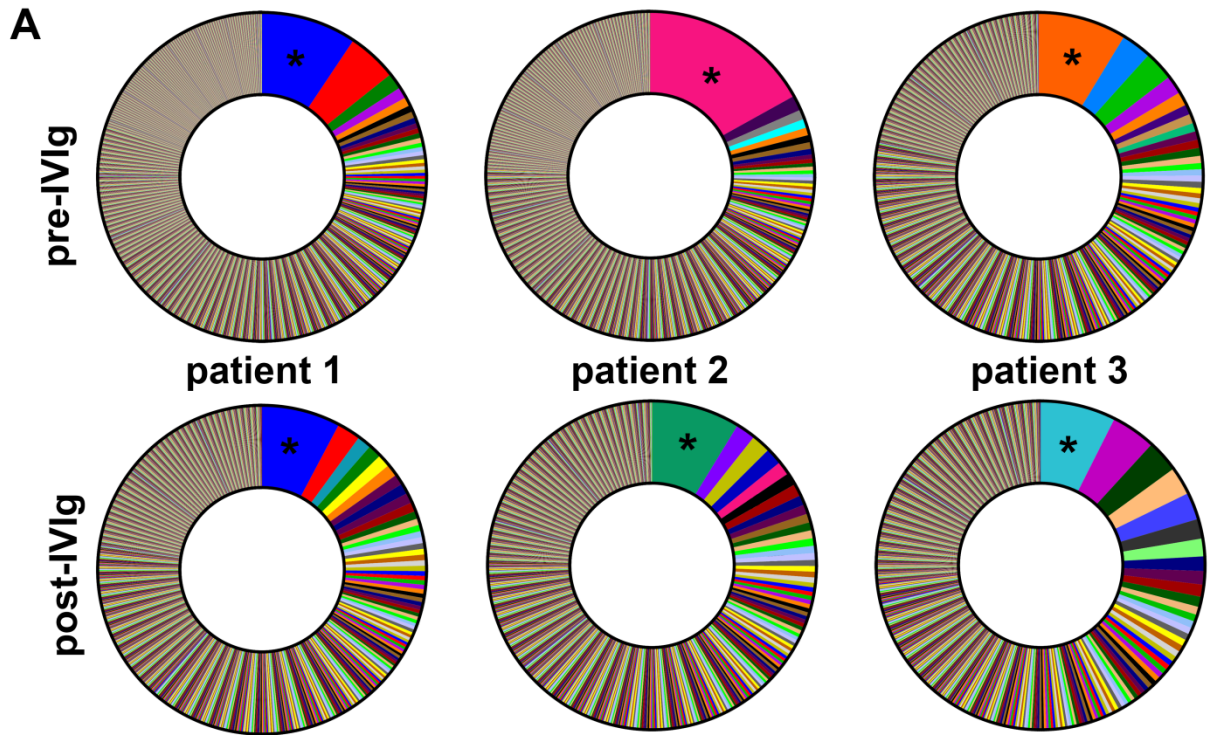 A
pre-IVIg
* * *
patient 1 patient 2 patient 3
post-IVIg
* * *